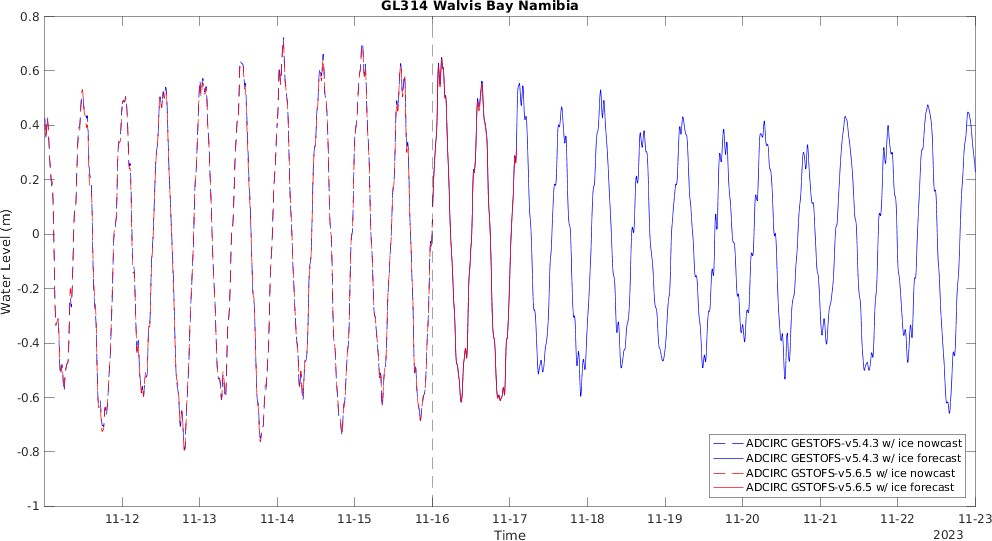 GL314 Walvis Bay Namibia
0.8
0.6
0.4
0.2
0
-0.2
-0.4
-0.6
-0.8
-1
Water Level (m)
ADCIRC GESTOFS-v5.4.3 w/ ice nowcast
ADCIRC GESTOFS-v5.4.3 w/ ice forecast
ADCIRC GSTOFS-v5.6.5 w/ ice nowcast
ADCIRC GSTOFS-v5.6.5 w/ ice forecast
11-12 11-13 11-14 11-15 11-16 11-17 11-18 11-19 11-20 11-21 11-22 11-23
Time
2023